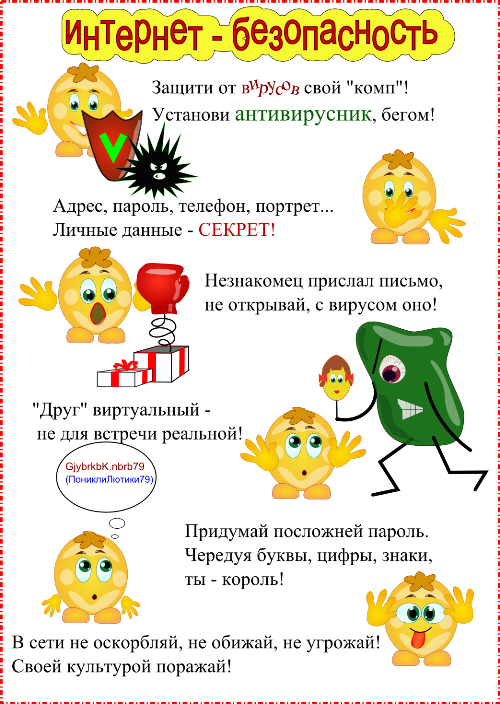 интернет - безопасность
Защити от вирусов свой "комп"!
Установи антивирусник, бегом!
Адрес, пароль, телефон, портрет...
Личные данные - СЕКРЕТ!
Незнакомец прислал письмо,
не открывай, с вирусом оно!
"Друг" виртуальный -
не для встречи реальной!
GjybrkbK.nbrb79
(ПониклиЛютики79)
Придумай посложней пароль.
Чередуя буквы, цифры, знаки,
ты - король!
В сети не оскорбляй, не обижай, не угрожай!
Своей культурой поражай!